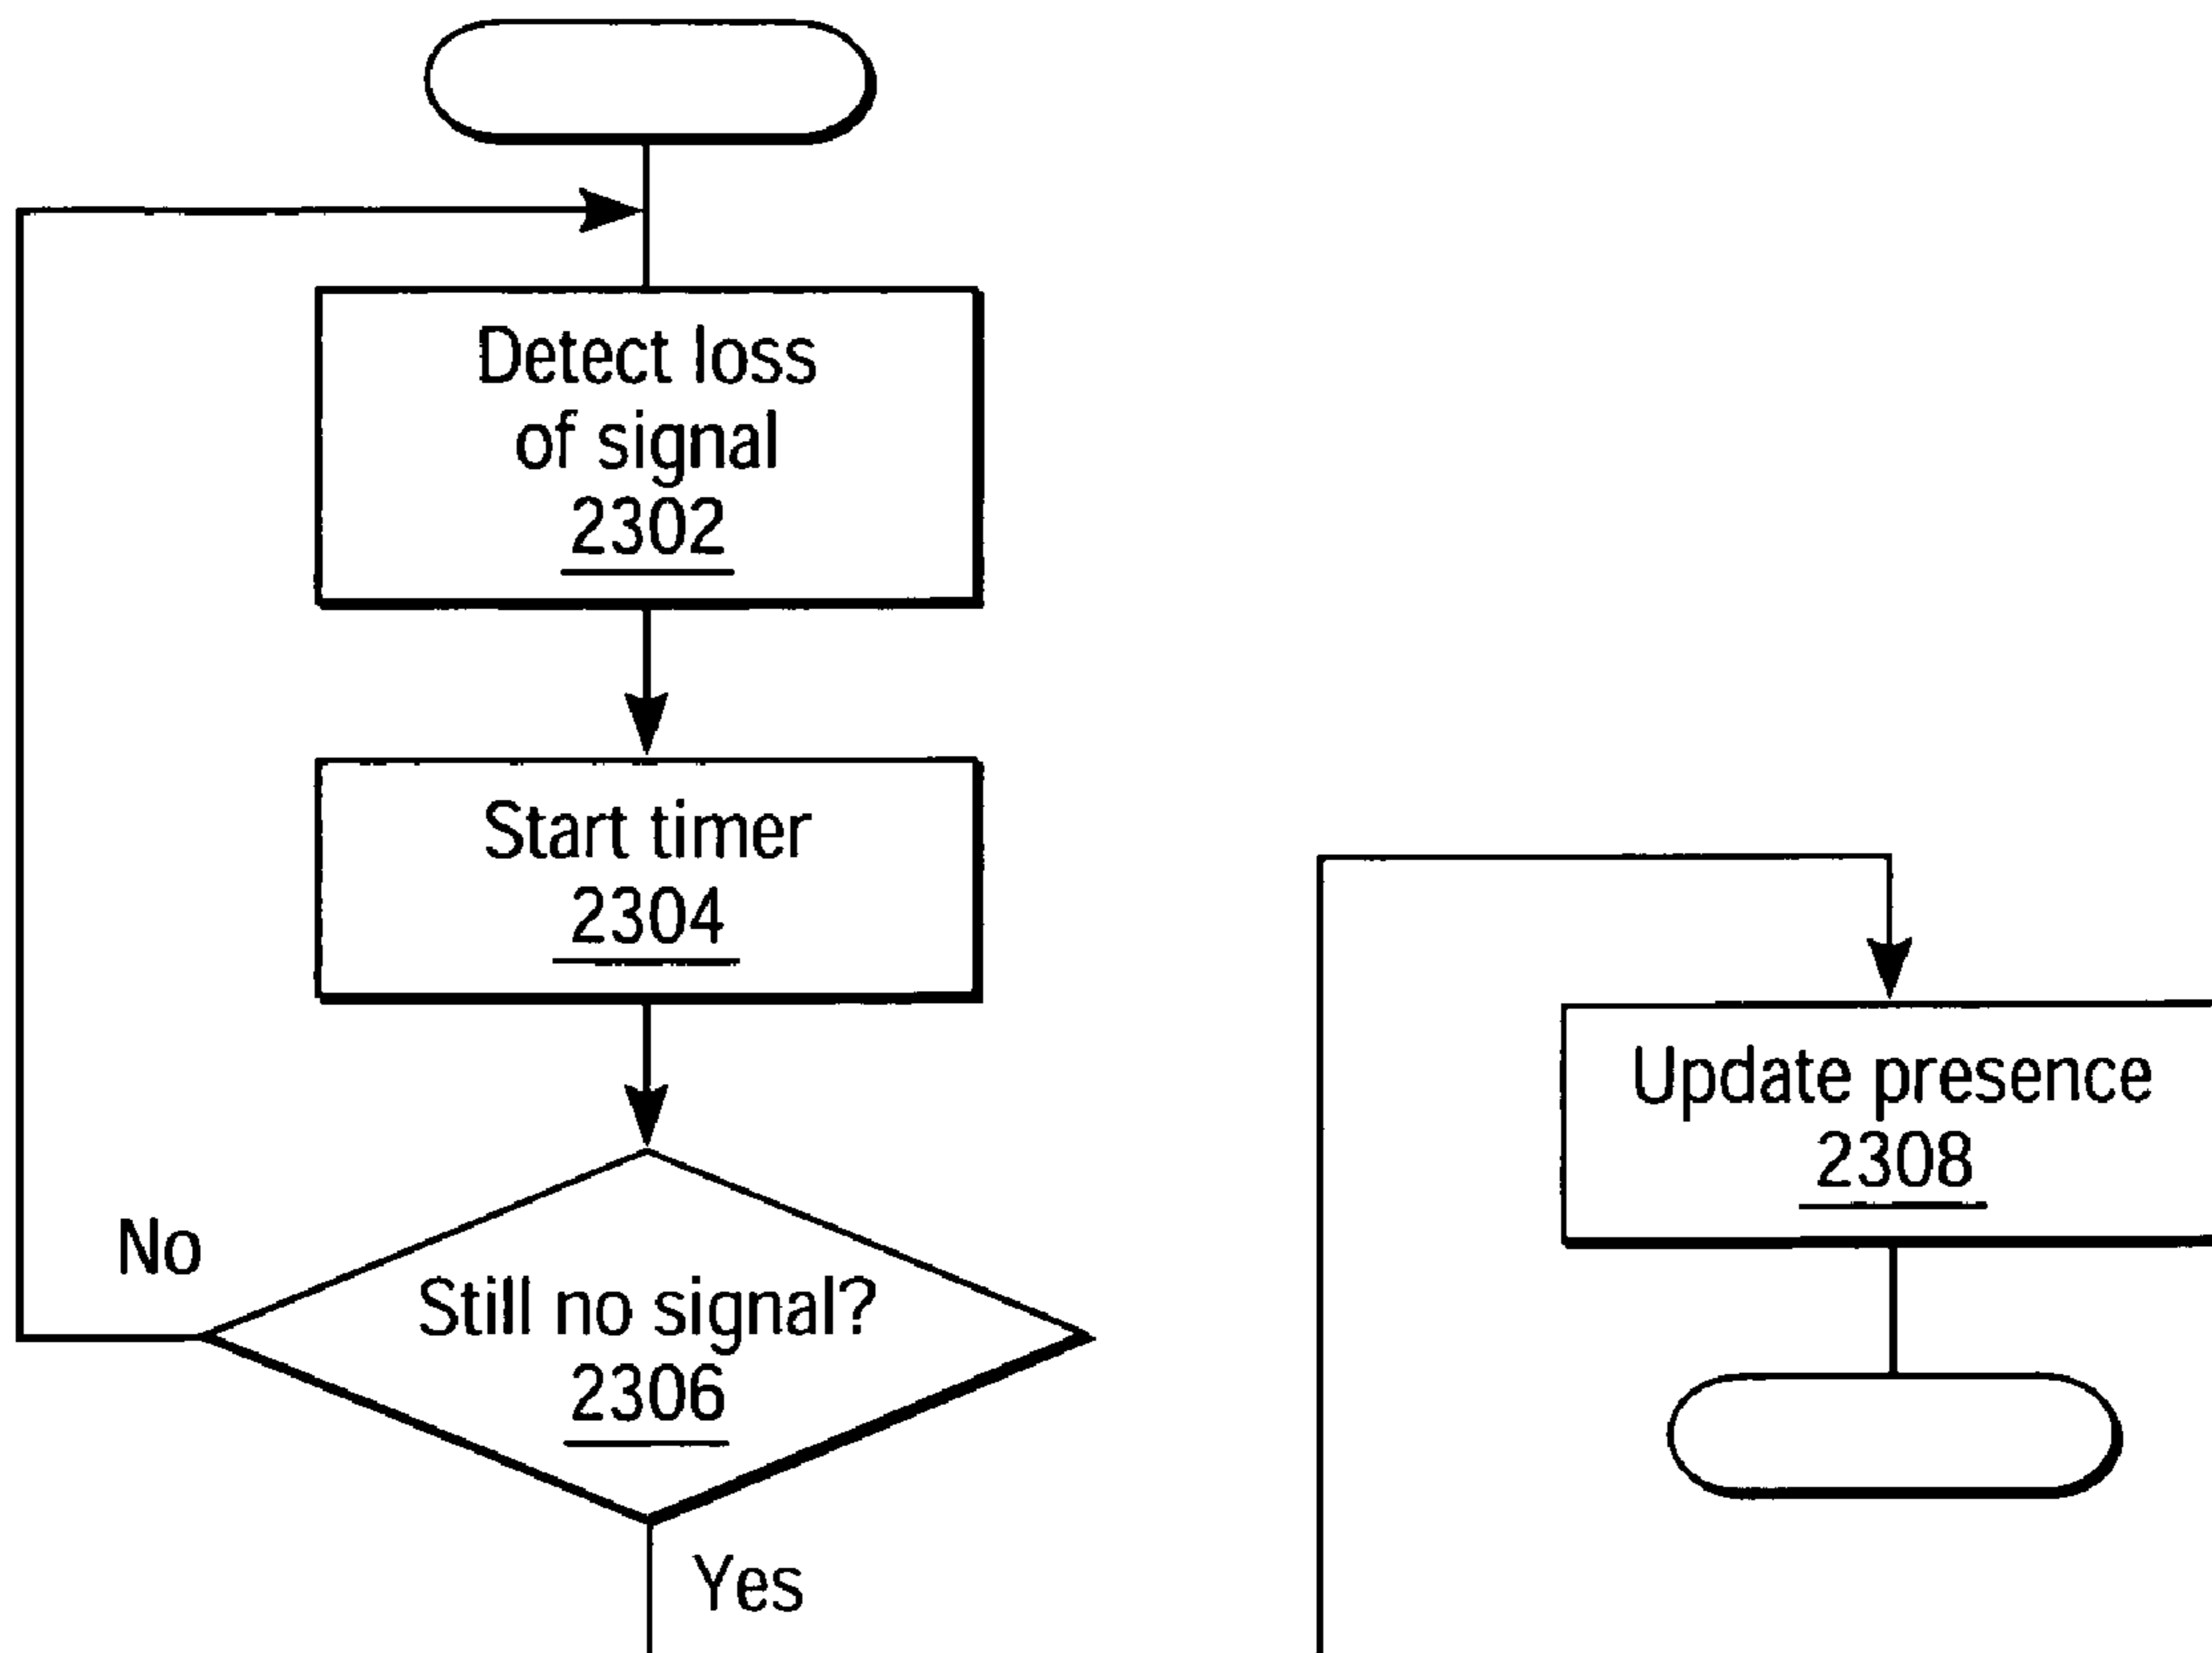 Detect loss
of signal
2302
Start timer
2304
No
Still no signal?
2306
Yes
Update presence
2308